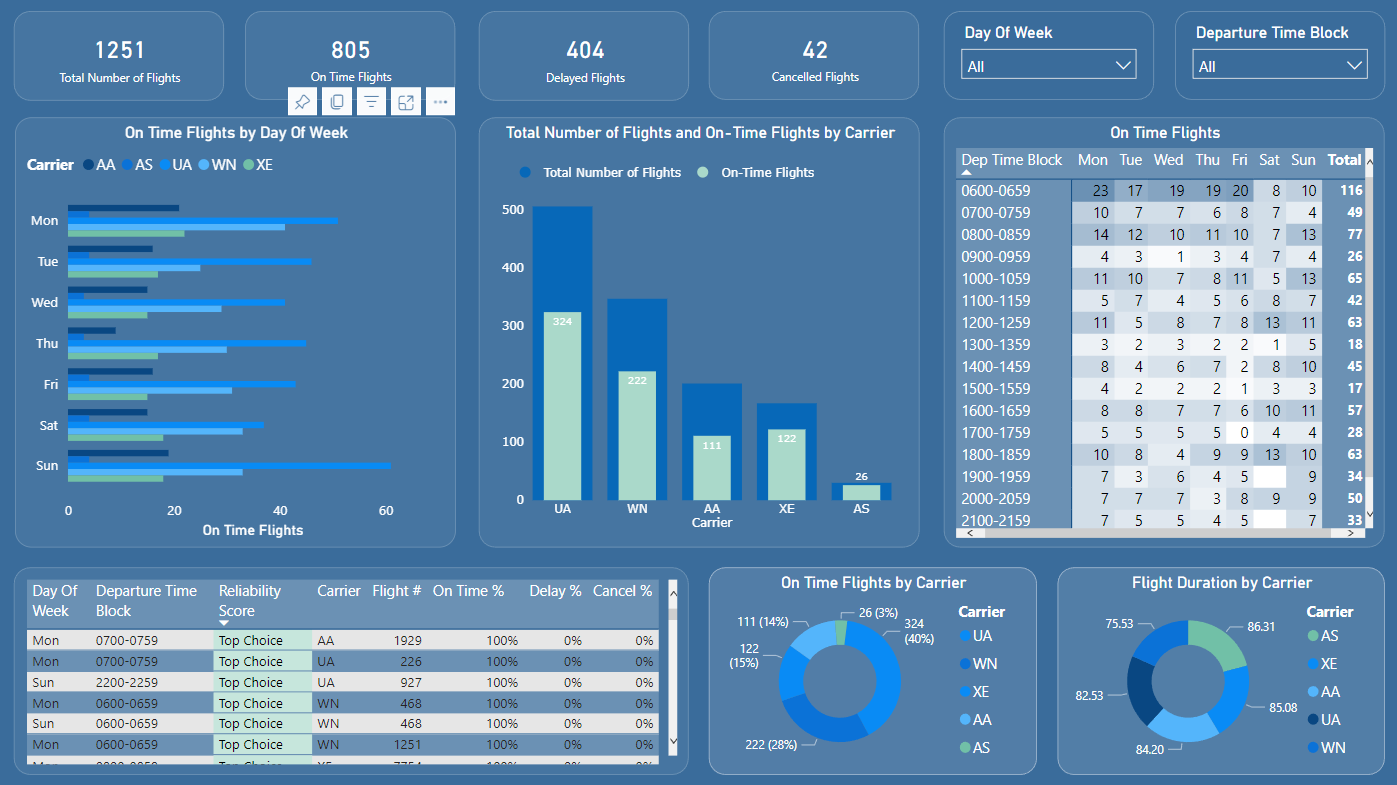 1251
Total Number of Flights
805
On Time Flights
404
Delayed Flights
42
Cancelled Flights
Day Of Week
All
Departure Time Block
All
On Time Flights by Day Of Week
Carrier AA AS UA WN XE
Mon
Tue
Wed
Thu
Fri
Sat
Sun
0 20 40 60
On Time Flights
Total Number of Flights and On-Time Flights by Carrier
Total Number of Flights On-Time Flights
500
400
300
200
100
0
324
222
111
122
26
UA WN AA XE AS
Carrier
On Time Flights
Dep Time Block Mon Tue Wed Thu Fri Sat Sun Total
0600-0659 23 17 19 19 20 8 10 116
0700-0759 10 7 7 6 8 7 4 49
0800-0859 14 12 10 11 10 7 13 77
0900-0959 4 3 1 3 4 7 4 26
1000-1059 11 10 7 8 11 5 13 65
1100-1159 5 7 4 5 6 8 7 42
1200-1259 11 5 8 7 8 13 11 63
1300-1359 3 2 3 2 2 1 5 18
1400-1459 8 4 6 7 2 8 10 45
1500-1559 4 2 2 2 1 3 3 17
1600-1659 8 8 7 7 6 10 11 57
1700-1759 5 5 5 5 0 4 4 28
1800-1859 10 8 4 9 9 13 10 63
1900-1959 7 3 6 4 5 9 34
2000-2059 7 7 7 3 8 9 9 50
2100-2159 7 5 5 4 5 7 33
Day Of Week Departure Time Block Reliability Score Carrier Flight # On Time % Delay % Cancel %
Mon 0700-0759 Top Choice AA 1929 100% 0% 0%
Mon 0700-0759 Top Choice UA 226 100% 0% 0%
Sun 2200-2259 Top Choice UA 927 100% 0% 0%
Mon 0600-0659 Top Choice WN 468 100% 0% 0%
Sun 0600-0659 Top Choice WN 468 100% 0% 0%
Mon 0600-0659 Top Choice WN 1251 100% 0% 0%
On Time Flights by Carrier
26 (3%)
324 (40%)
222 (28%)
122 (15%)
111 (14%)
Carrier
UA
WN
XE
AA
AS
Flight Duration by Carrier
86.31
85.08
84.20
82.53
75.53
Carrier
AS
XE
AA
UA
WN